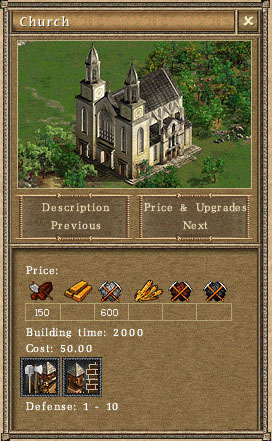 Church
Description
Price & Upgrades
Previous
Next
Price:
150 600
Building time: 2000
Cost: 50.00
Defense: 1 - 10